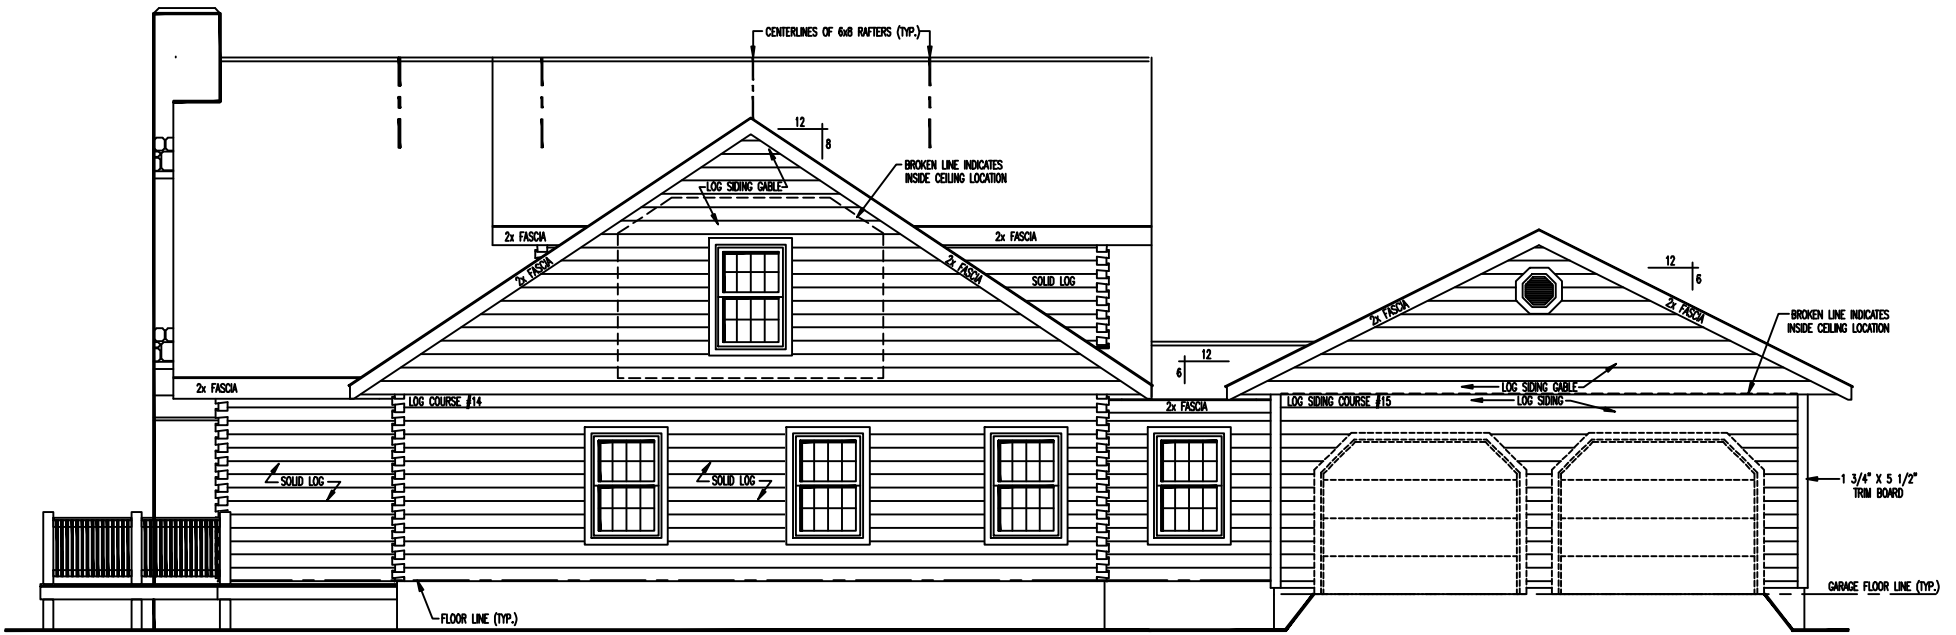 CENTERLINES OF 6x8 RAFTERS (TYP.)
12
8
BROKEN LINE INDICATES
INSIDE CEILING LOCATION
LOG SIDING GABLE
2x FASCIA
2x FASCIA
2x FASCIA
2x FASCIA
SOLID LOG
12
6
2x FASCIA
2x FASCIA
BROKEN LINE INDICATES
INSIDE CEILING LOCATION
12
6
2x FASCIA
LOG SIDING GABLE
LOG COURSE #14
2x FASCIA
LOG SIDING COURSE #15
LOG SIDING
SOLID LOG
SOLID LOG
1 3/4" X 5 1/2"
TRIM BOARD
GARAGE FLOOR LINE (TYP.)
FLOOR LINE (TYP.)